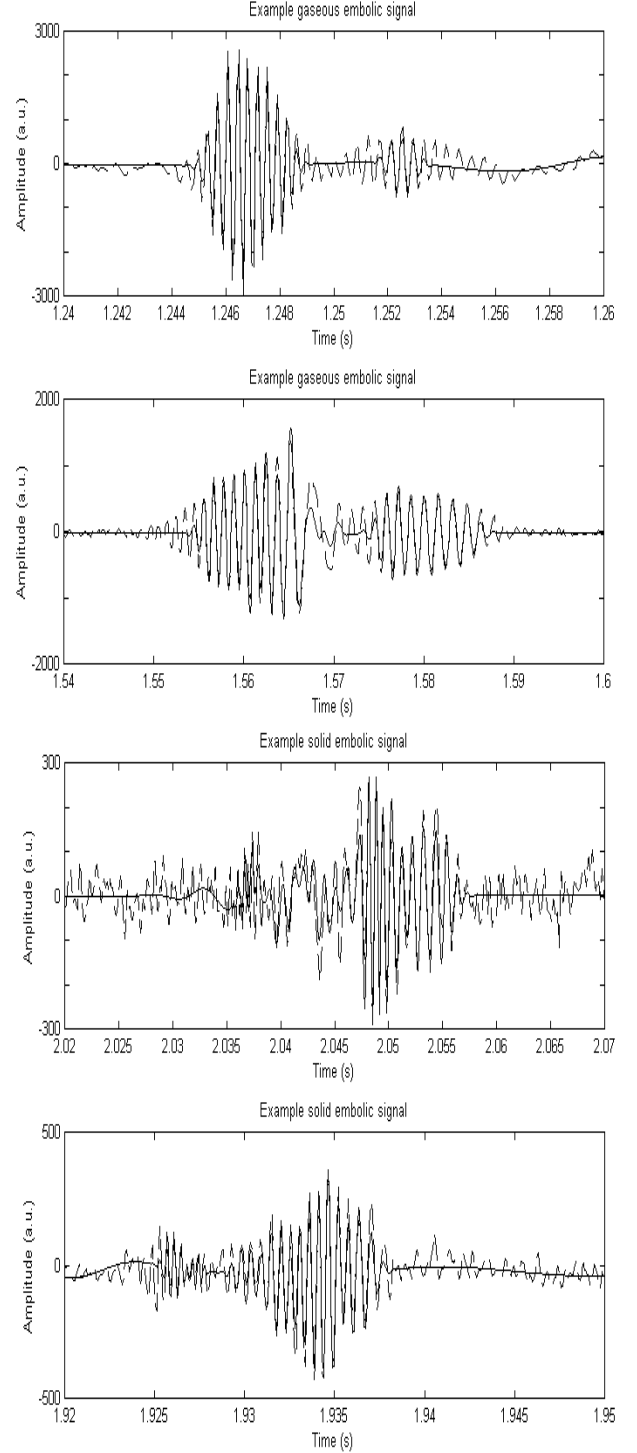 Example gaseous embolic signal
3000
0
-3000
Amplitude (a.u.)
1.24 1.242 1.244 1.246 1.248 1.25 1.252 1.254 1.256 1.258 1.26
Time (s)
Example gaseous embolic signal
2000
0
-2000
Amplitude (a.u.)
1.54 1.55 1.56 1.57 1.58 1.59 1.6
Time (s)
Example solid embolic signal
300
0
-300
Amplitude (a.u.)
2.02 2.025 2.03 2.035 2.04 2.045 2.05 2.055 2.06 2.065 2.07
Time (s)
Example solid embolic signal
500
0
-500
Amplitude (a.u.)
1.92 1.925 1.93 1.935 1.94 1.945 1.95
Time (s)